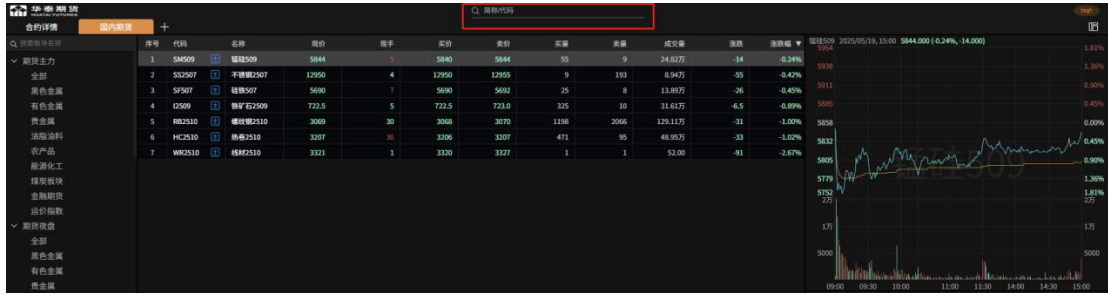 华泰期货
HUATAI FUTURES
简称/代码
hxqh
合约详情 国内期货 +
搜索板块名称
期货主力
全部
黑色金属
有色金属
贵金属
油脂油料
农产品
能源化工
煤炭板块
金融期货
运价指数
期货夜盘
全部
黑色金属
有色金属
贵金属
序号 代码 名称 现价 现手 买价 卖价 买量 卖量 成交量 涨跌 涨跌幅 ▼
1 SM509 锰硅509 5844 5 5840 5844 55 9 24.82万 -14 -0.24%
2 SS2507 不锈钢2507 12950 4 12950 12955 9 193 8.94万 -55 -0.42%
3 SF507 硅铁507 5690 7 5690 5692 25 8 13.89万 -26 -0.45%
4 I2509 铁矿石2509 722.5 5 722.5 723.0 325 10 31.61万 -6.5 -0.89%
5 RB2510 螺纹钢2510 3069 30 3068 3070 1198 2066 129.11万 -31 -1.00%
6 HC2510 热卷2510 3207 36 3206 3207 471 95 48.95万 -33 -1.02%
7 WR2510 线材2510 3321 1 3320 3327 1 1 52.00 -91 -2.67%
锰硅509 2025/05/19, 15:00 5844.000 (-0.24%, -14.000)
5964 1.81%
5938 1.36%
5911 0.90%
5885 0.45%
5858 0.00%
5832 0.45%
5805 0.90%
5779 1.36%
5752 1.81%
锰硅509
2万 2万
1万 1万
5000 5000
09:00 09:30 10:00 11:00 11:30 14:00 14:30 15:00